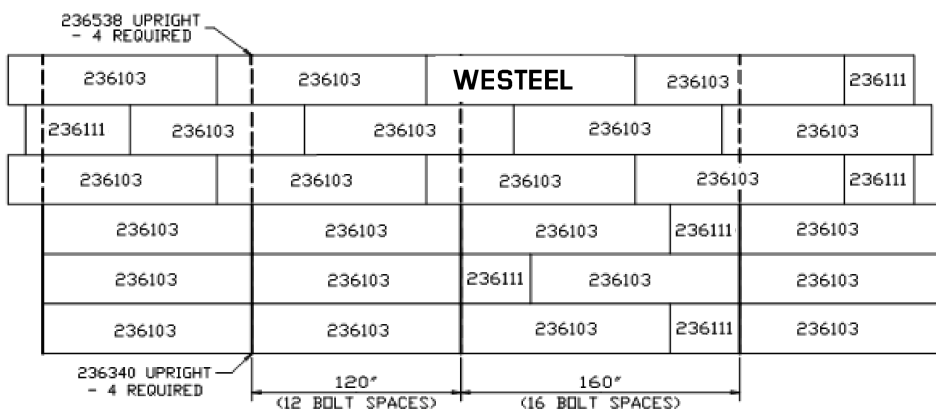 236538 UPRIGHT
- 4 REQUIRED
236103 236103 WESTEEL 236103 236111
236111 236103 236103 236103 236103
236103 236103 236103 236103 236111
236103 236103 236103 236111 236103
236103 236103 236111 236103 236103
236103 236103 236103 236111 236103
236340 UPRIGHT
- 4 REQUIRED
120″ 160″
(12 BOLT SPACES) (16 BOLT SPACES)